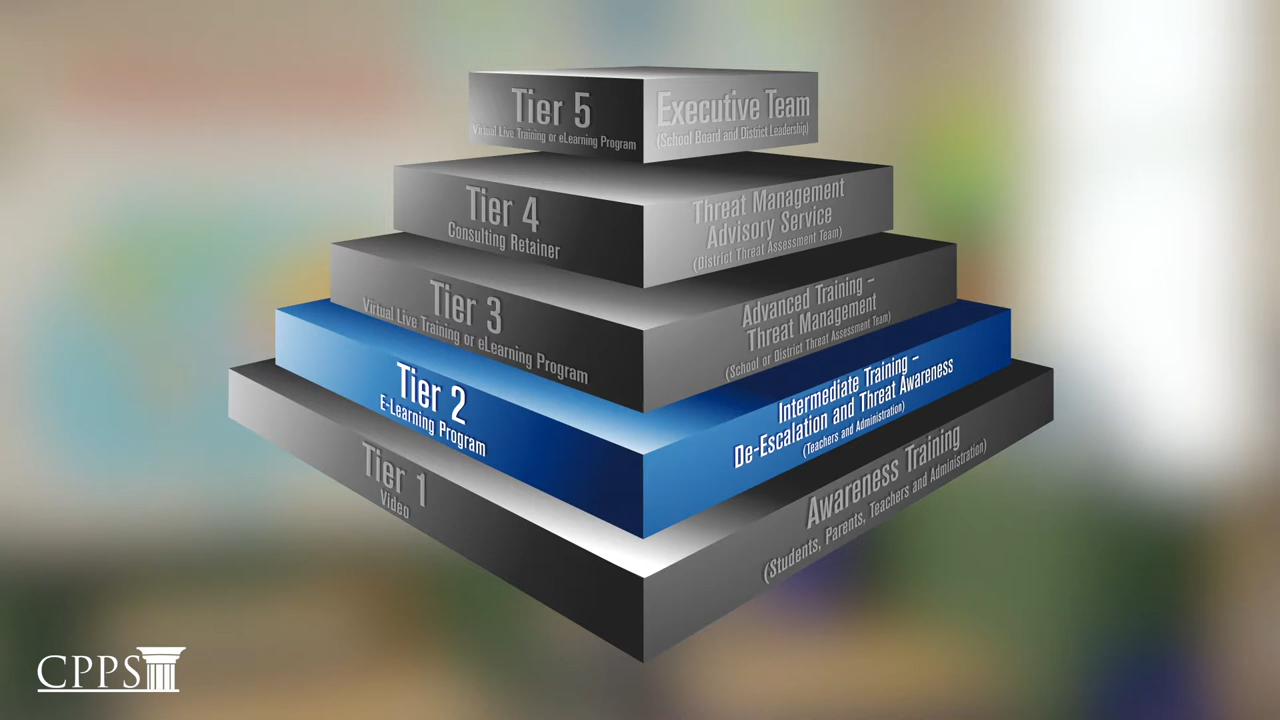 Tier 5
Virtual Live Training or eLearning Program
Executive Team
(School Board and District Leadership)
Tier 4
Consulting Retainer
Threat Management
Advisory Service
(District Threat Assessment Team)
Tier 3
Virtual Live Training or eLearning Program
Advanced Training –
Threat Management
(School or District Threat Assessment Team)
Tier 2
E-Learning Program
Intermediate Training –
De-Escalation and Threat Awareness
(Teachers and Administration)
Tier 1
Video
Awareness Training
(Students, Parents, Teachers and Administration)
CPPS